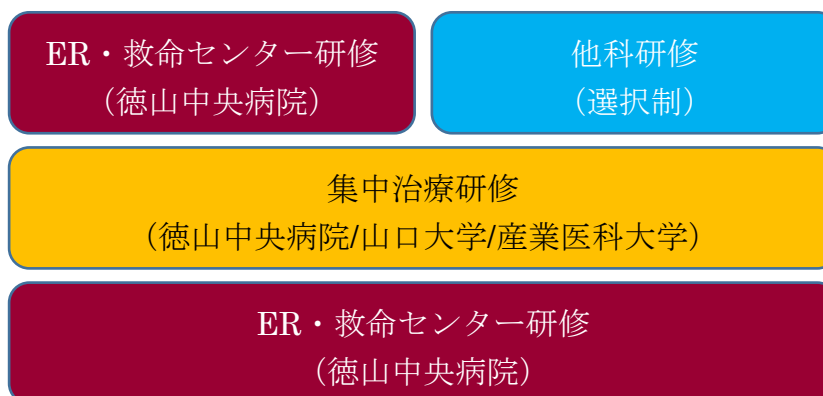 ER・救命センター研修
（徳山中央病院）
他科研修
（選択制）
集中治療研修
（徳山中央病院/山口大学/産業医科大学）
ER・救命センター研修
（徳山中央病院）